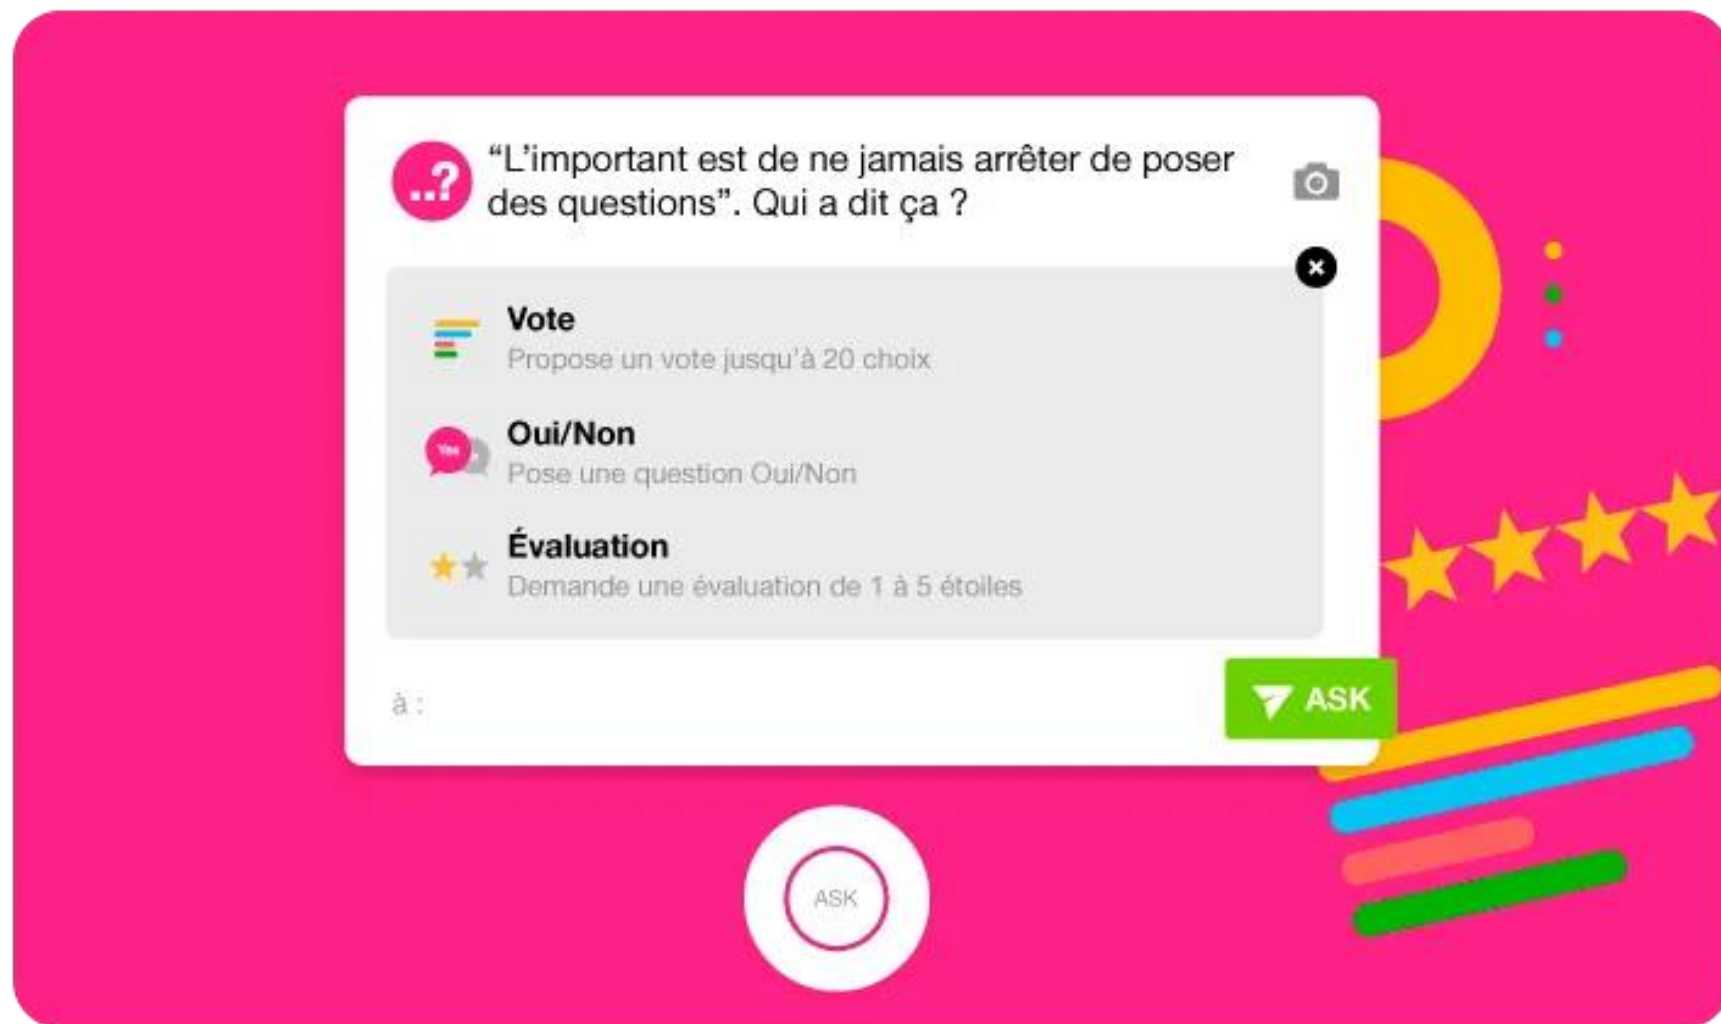 ..?
“L’important est de ne jamais arrêter de poser
des questions”. Qui a dit ça ?
Vote
Propose un vote jusqu’à 20 choix
Yes
Oui/Non
Pose une question Oui/Non
Évaluation
Demande une évaluation de 1 à 5 étoiles
à :
ASK
ASK